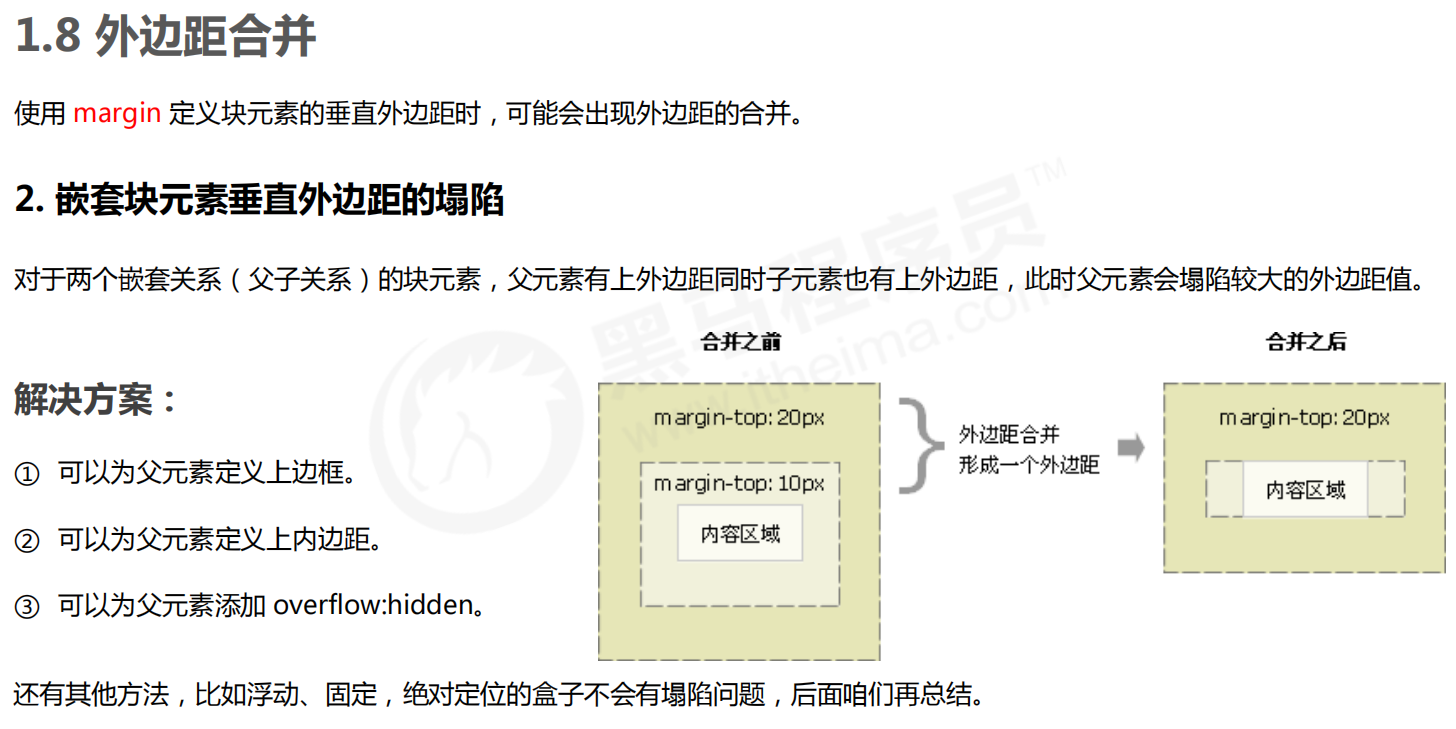 1.8 外边距合并
使用 margin 定义块元素的垂直外边距时，可能会出现外边距的合并。
2. 嵌套块元素垂直外边距的塌陷
对于两个嵌套关系（父子关系）的块元素，父元素有上外边距同时子元素也有上外边距，此时父元素会塌陷较大的外边距值。
黑马程序员™
www.itheima.com
解决方案：
① 可以为父元素定义上边框。
② 可以为父元素定义上内边距。
③ 可以为父元素添加 overflow:hidden。
合并之前
margin-top: 20px
margin-top: 10px
内容区域
外边距合并
形成一个外边距
合并之后
margin-top: 20px
内容区域
还有其他方法，比如浮动、固定，绝对定位的盒子不会有塌陷问题，后面咱们再总结。